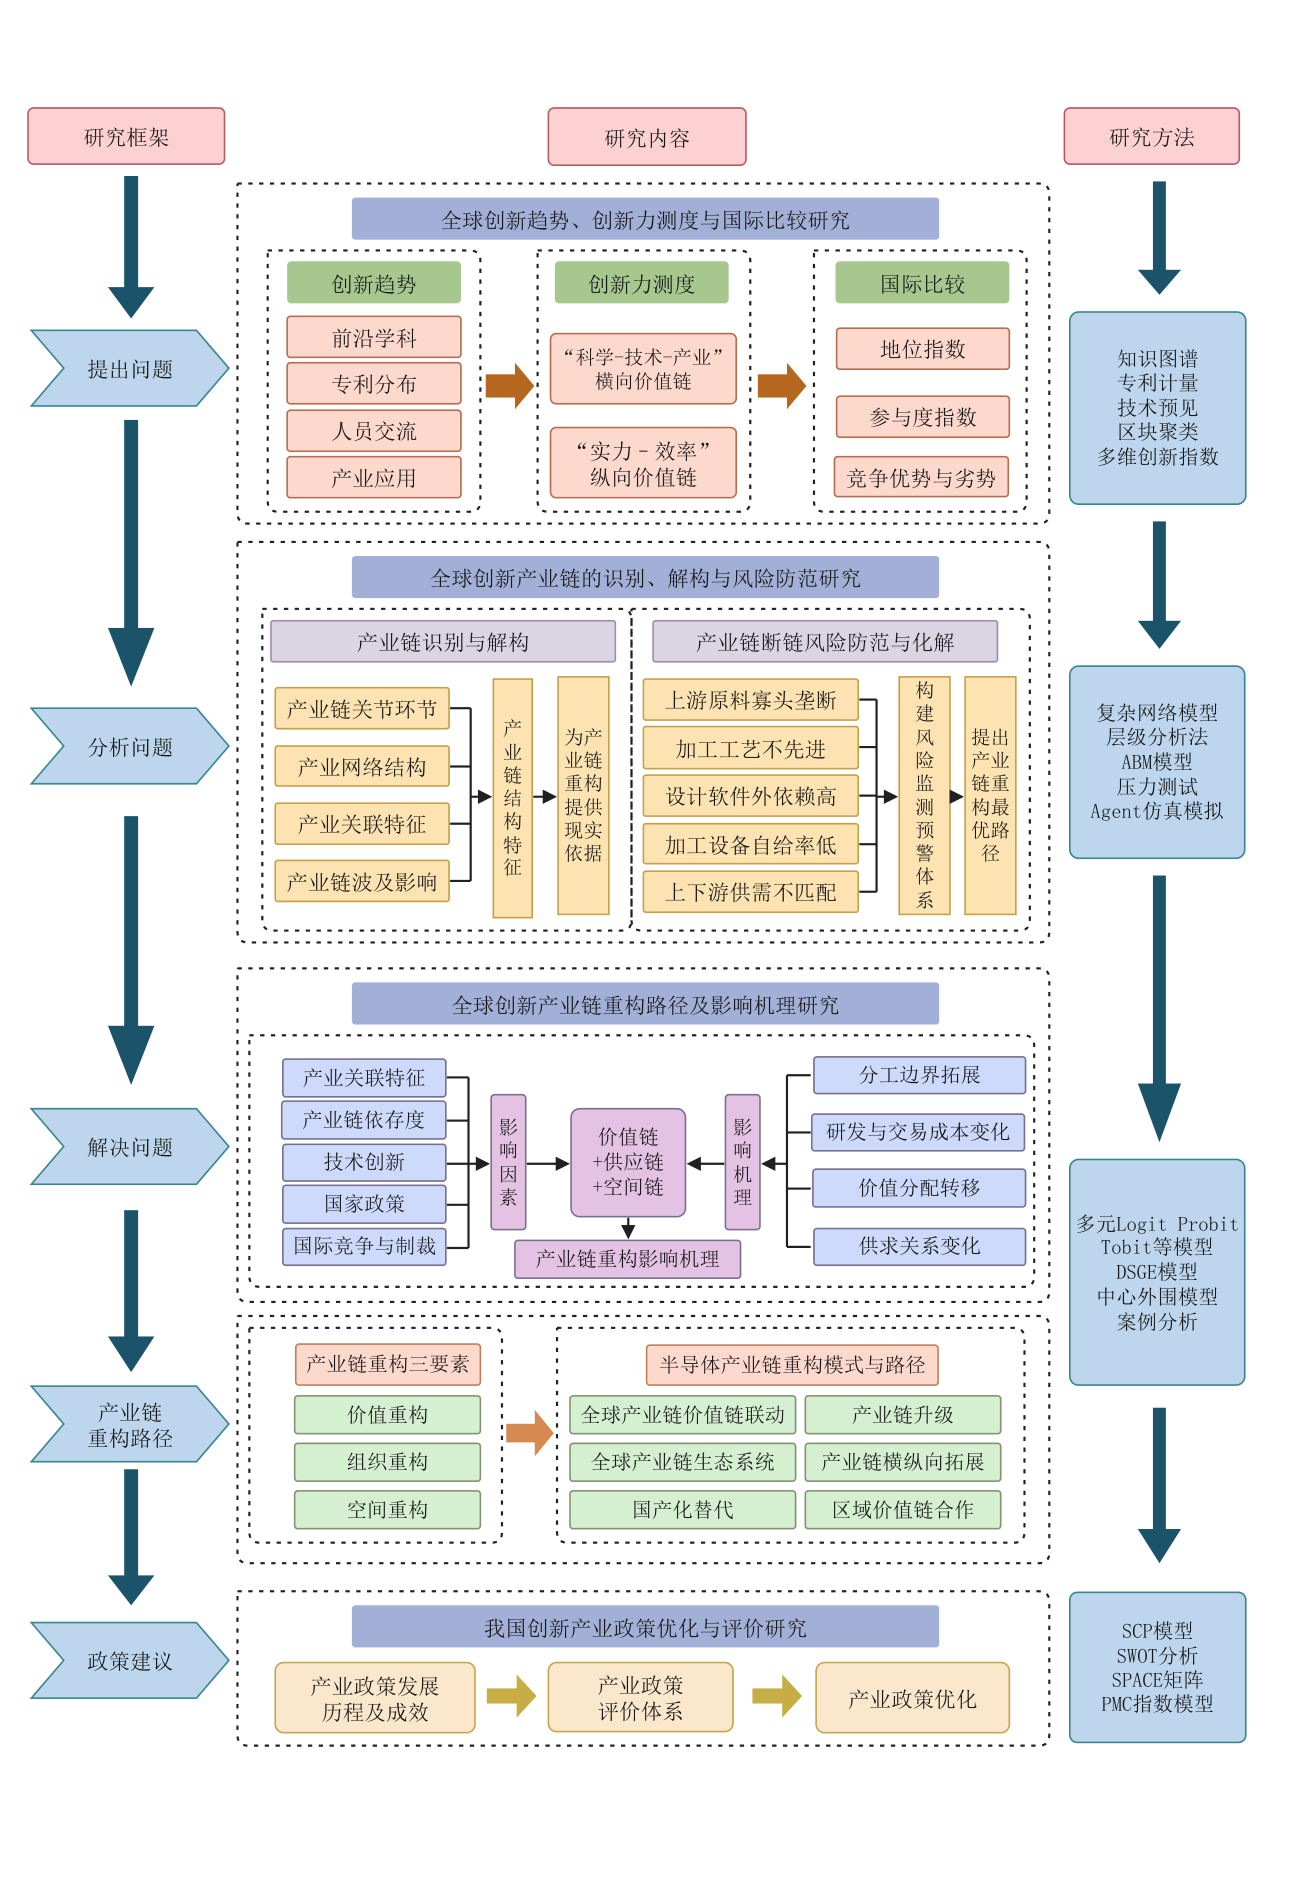 研究框架
研究内容
研究方法
全球创新趋势、创新力测度与国际比较研究
创新趋势
前沿学科
专利分布
人员交流
产业应用
创新力测度
“科学-技术-产业”
横向价值链
“实力–效率”
纵向价值链
国际比较
地位指数
参与度指数
竞争优势与劣势
提出问题
知识图谱
专利计量
技术预见
区块聚类
多维创新指数
全球创新产业链的识别、解构与风险防范研究
产业链识别与解构
产业链关节环节
产业网络结构
产业关联特征
产业链波及影响
产业链结构特征
为产
业链
重构
提供
现实
依据
产业链断链风险防范与化解
上游原料寡头垄断
加工工艺不先进
设计软件外依赖高
加工设备自给率低
上下游供需不匹配
构建风险监测预警体系
提出
产业
链重
构最
优路
径
分析问题
复杂网络模型
层级分析法
ABM模型
压力测试
Agent仿真模拟
全球创新产业链重构路径及影响机理研究
产业关联特征
产业链依存度
技术创新
国家政策
国际竞争与制裁
影响因素
价值链
+供应链
+空间链
产业链重构影响机理
影响机理
分工边界拓展
研发与交易成本变化
价值分配转移
供求关系变化
解决问题
多元Logit Probit
Tobit等模型
DSGE模型
中心外围模型
案例分析
产业链重构三要素
价值重构
组织重构
空间重构
半导体产业链重构模式与路径
全球产业链价值链联动
产业链升级
全球产业链生态系统
产业链横纵向拓展
国产化替代
区域价值链合作
产业链
重构路径
我国创新产业政策优化与评价研究
产业政策发展
历程及成效
产业政策
评价体系
产业政策优化
政策建议
SCP模型
SWOT分析
SPACE矩阵
PMC指数模型